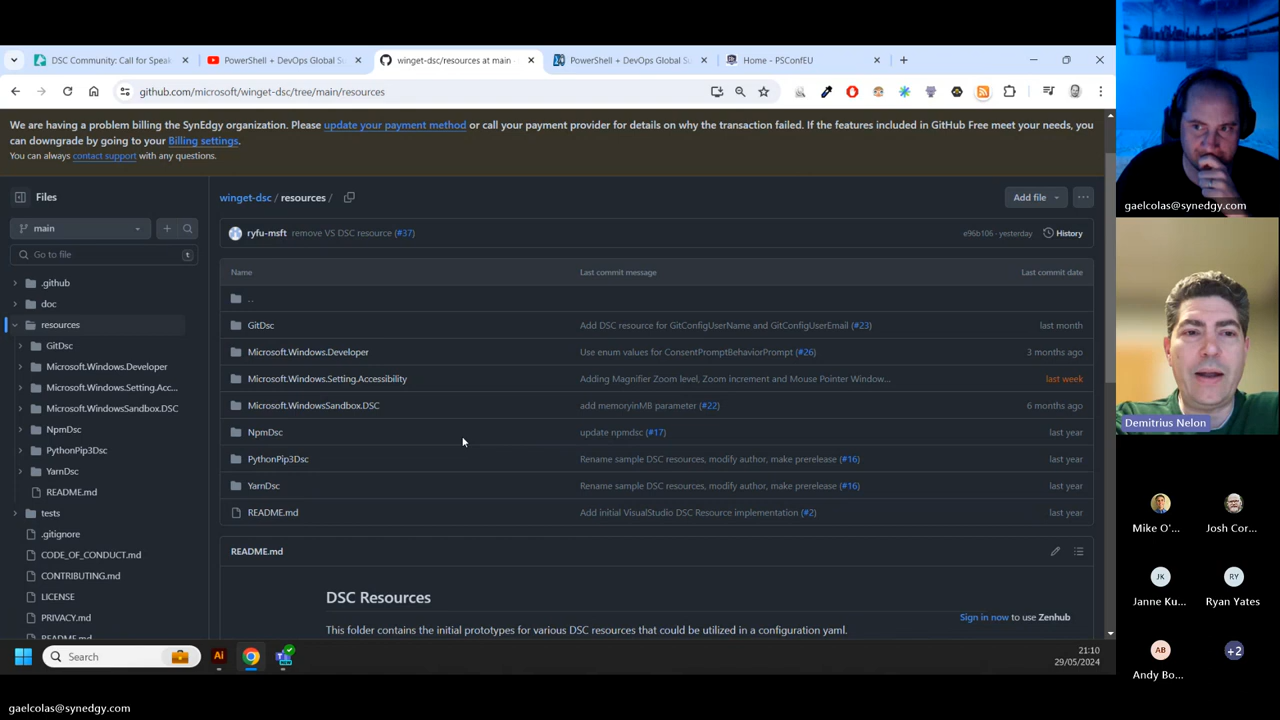 DSC Community: Call for Speak
PowerShell + DevOps Global Su
winget-dsc/resources at main
PowerShell + DevOps Global Su
Home - PSConfEU
github.com/microsoft/winget-dsc/tree/main/resources
We are having a problem billing the SynEdgy organization. Please update your payment method or call your payment provider for details on why the transaction failed. If the features included in GitHub Free meet your needs, you
can downgrade by going to your Billing settings.
You can always contact support with any questions.
Files
main
Go to file
t
.github
doc
resources
GitDsc
Microsoft.Windows.Developer
Microsoft.Windows.Setting.Acc...
Microsoft.WindowsSandbox.DSC
NpmDsc
PythonPip3Dsc
YarnDsc
README.md
tests
.gitignore
CODE_OF_CONDUCT.md
CONTRIBUTING.md
LICENSE
PRIVACY.md
README.md
winget-dsc / resources /
Add file
ryfu-msft remove VS DSC resource (#37)
e96b106 · yesterday
History
Name Last commit message Last commit date
..
GitDsc Add DSC resource for GitConfigUserName and GitConfigUserEmail (#23) last month
Microsoft.Windows.Developer Use enum values for ConsentPromptBehaviorPrompt (#26) 3 months ago
Microsoft.Windows.Setting.Accessibility Adding Magnifier Zoom level, Zoom increment and Mouse Pointer Window... last week
Microsoft.WindowsSandbox.DSC add memoryinMB parameter (#22) 6 months ago
NpmDsc update npmdsc (#17) last year
PythonPip3Dsc Rename sample DSC resources, modify author, make prerelease (#16) last year
YarnDsc Rename sample DSC resources, modify author, make prerelease (#16) last year
README.md Add initial VisualStudio DSC Resource implementation (#2) last year
README.md
DSC Resources
Sign in now to use Zenhub
This folder contains the initial prototypes for various DSC resources that could be utilized in a configuration yaml.
Search
Ai
21:10
29/05/2024
gaelcolas@synedgy.com
gaelcolas@synedgy.com
Demitrius Nelon
Mike O'...
Josh Cor...
JK
Janne Ku...
RY
Ryan Yates
AB
Andy Bo...
+2